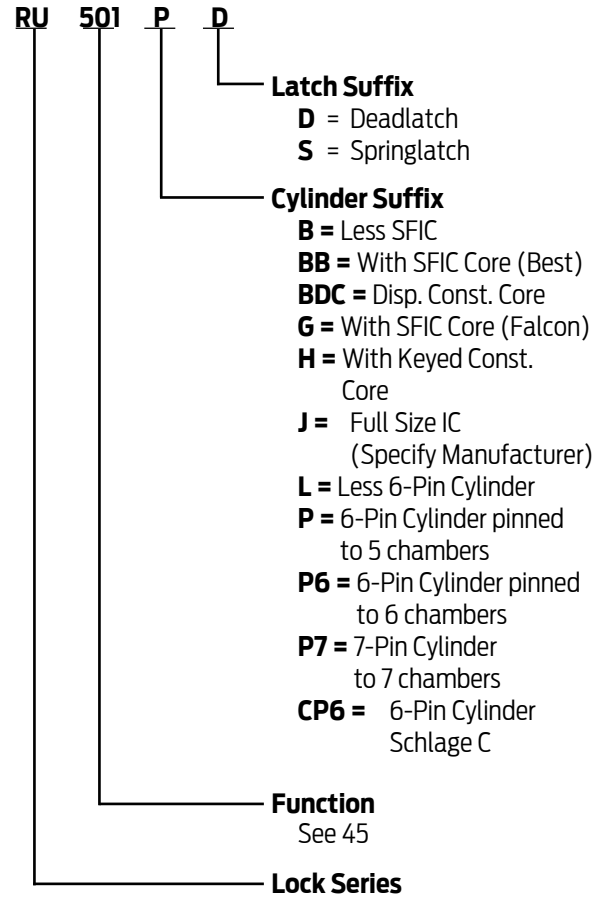 RU 501 P D
Latch Suffix
D = Deadlatch
S = Springlatch
Cylinder Suffix
B = Less SFIC
BB = With SFIC Core (Best)
BDC = Disp. Const. Core
G = With SFIC Core (Falcon)
H = With Keyed Const.
Core
J = Full Size IC
(Specify Manufacturer)
L = Less 6-Pin Cylinder
P = 6-Pin Cylinder pinned
to 5 chambers
P6 = 6-Pin Cylinder pinned
to 6 chambers
P7 = 7-Pin Cylinder
to 7 chambers
CP6 = 6-Pin Cylinder
Schlage C
Function
See 45
Lock Series